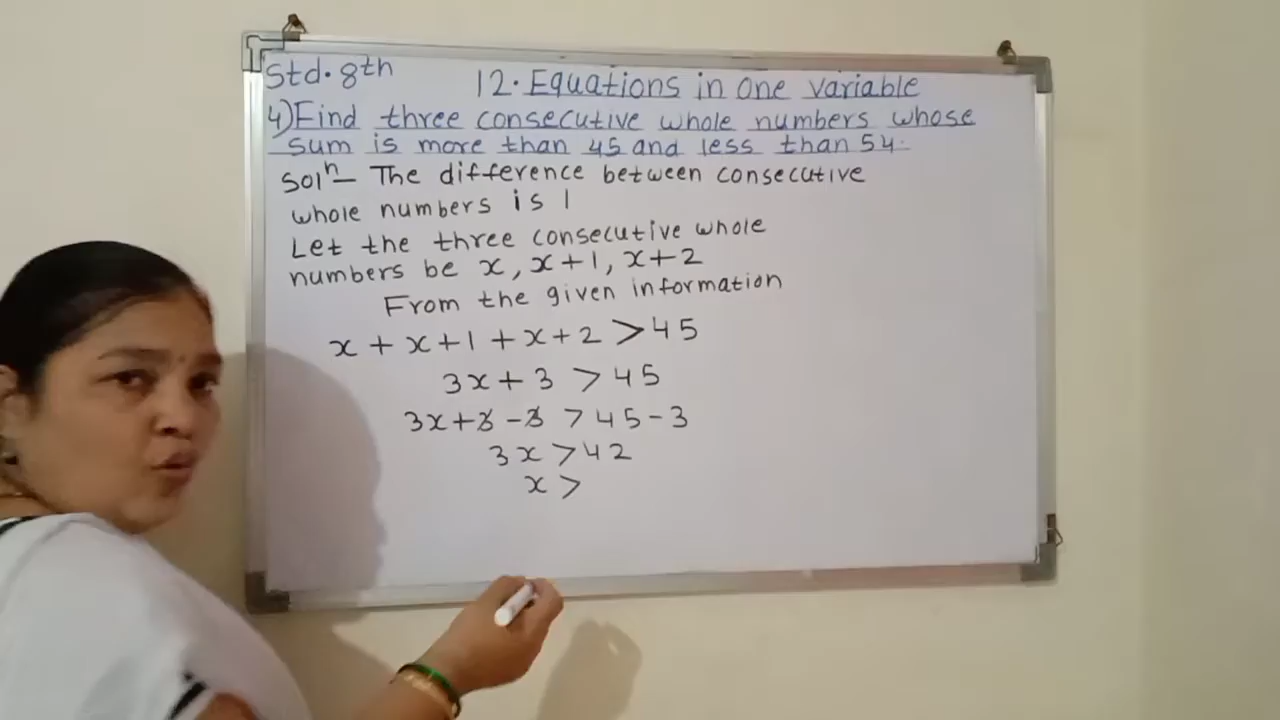 Std. 8th
12. Equations in one variable
4) Find three consecutive whole numbers whose
sum is more than 45 and less than 54.
Solⁿ- The difference between consecutive
whole numbers is 1
Let the three consecutive whole
numbers be x, x+1, x+2
From the given information
x + x+1 + x+2 > 45
3x + 3 > 45
3x+3 - 3 > 45-3
3x > 42
x >